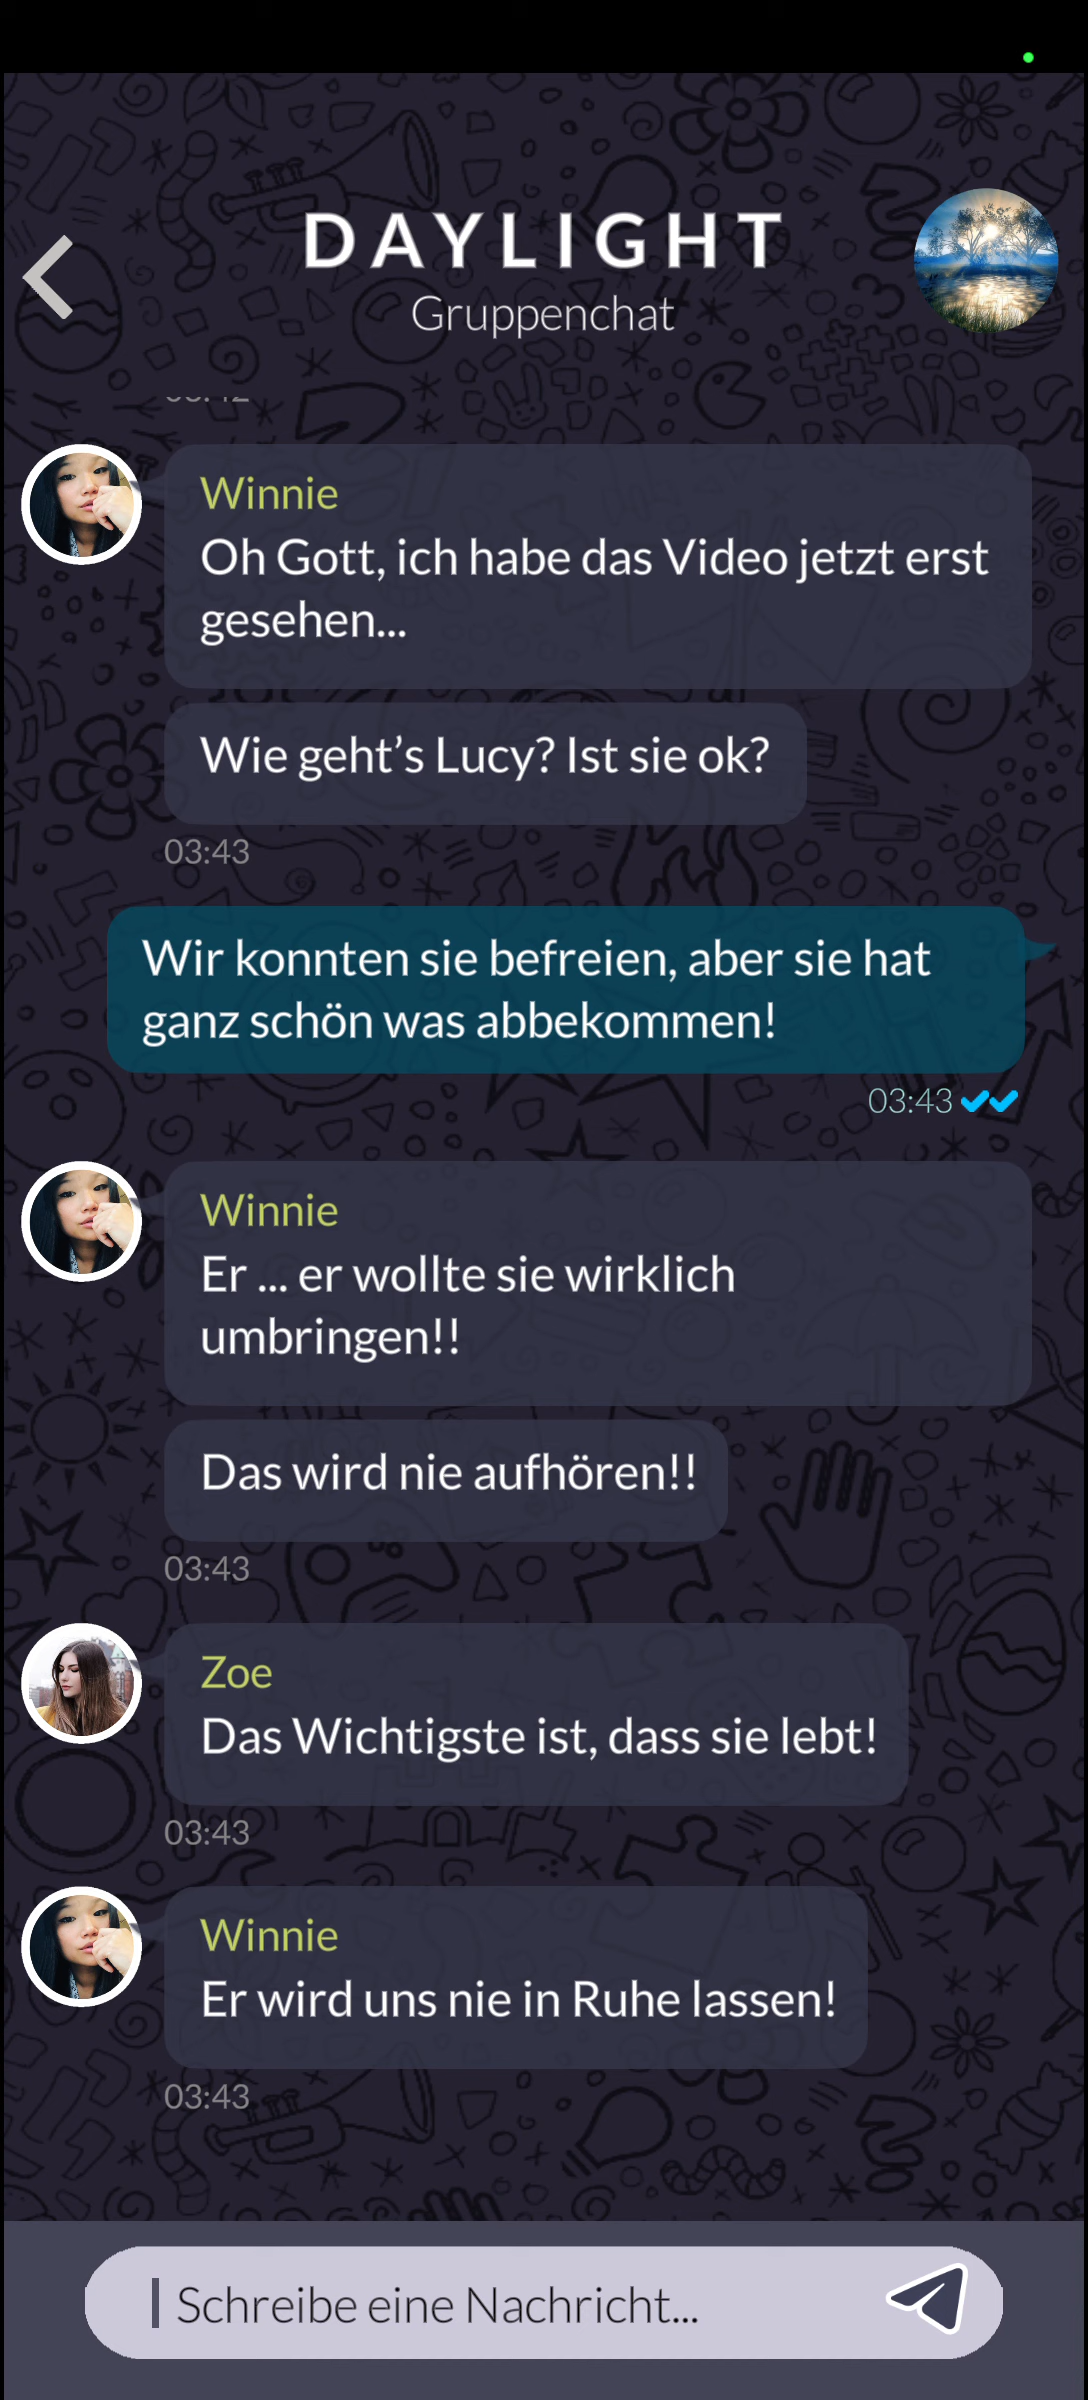 DAYLIGHT
Gruppenchat
Winnie
Oh Gott, ich habe das Video jetzt erst
gesehen...
Wie geht’s Lucy? Ist sie ok?
03:43
Wir konnten sie befreien, aber sie hat
ganz schön was abbekommen!
03:43
Winnie
Er ... er wollte sie wirklich
umbringen!!
Das wird nie aufhören!!
03:43
Zoe
Das Wichtigste ist, dass sie lebt!
03:43
Winnie
Er wird uns nie in Ruhe lassen!
03:43
Schreibe eine Nachricht...